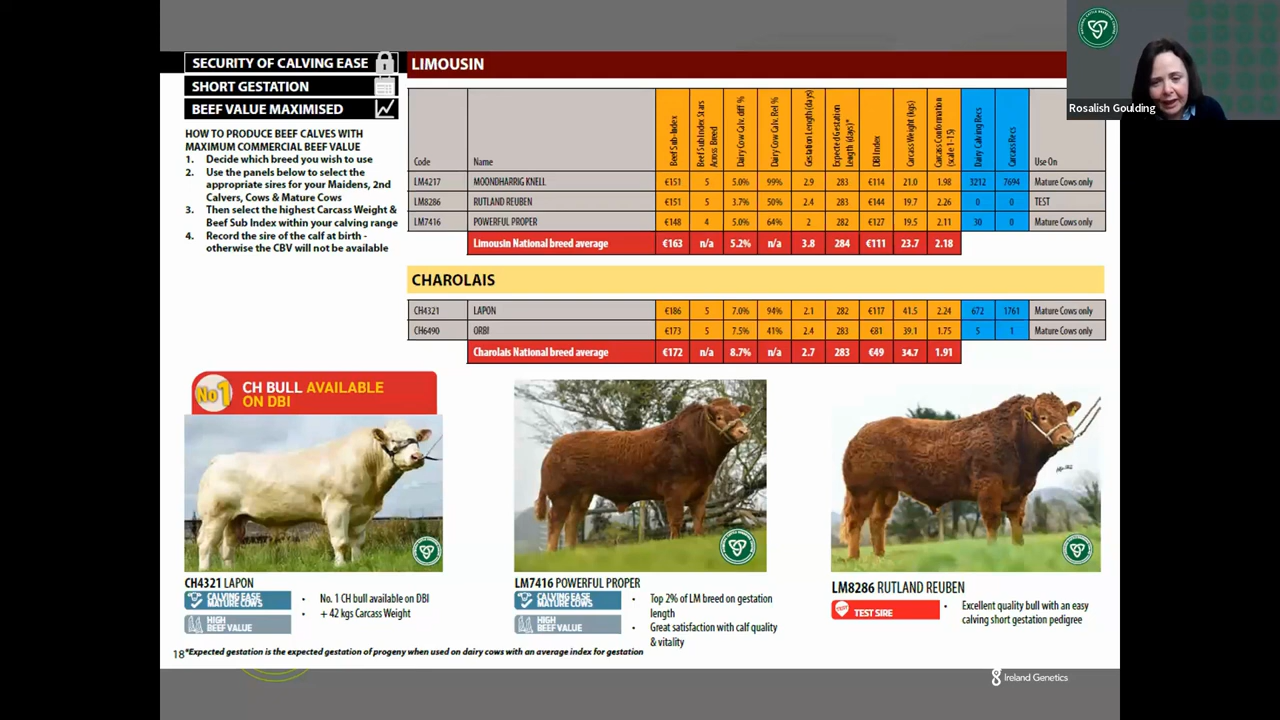 SECURITY OF CALVING EASE
SHORT GESTATION
BEEF VALUE MAXIMISED
HOW TO PRODUCE BEEF CALVES WITH
MAXIMUM COMMERCIAL BEEF VALUE
1. Decide which breed you wish to use
2. Use the panels below to select the
appropriate sires for your Maidens, 2nd
Calvers, Cows & Mature Cows
3. Then select the highest Carcass Weight &
Beef Sub Index within your calving range
4. Record the sire of the calf at birth -
otherwise the CBV will not be available
LIMOUSIN
Code Name Beef Sub-Index Beef Sub Index Stars Across Breed Dairy Cow Calv. diff % Dairy Cow Calv. Rel % Gestation Length (days) Expected Gestation Length (days)* DBI Index Carcass Weight (kgs) Carcass Conformation (scale 1-15) Dairy Calving Recs Carcass Recs Use On
LM4217 MOONDHARRIG KNELL €151 5 5.0% 99% 2.9 283 €114 21.0 1.98 3212 7694 Mature Cows only
LM8286 RUTLAND REUBEN €151 5 3.7% 50% 2.4 283 €144 19.7 2.26 0 0 TEST
LM7416 POWERFUL PROPER €148 4 5.0% 64% 2 282 €127 19.5 2.11 30 0 Mature Cows only
Limousin National breed average €163 n/a 5.2% n/a 3.8 284 €111 23.7 2.18
CHAROLAIS
CH4321 LAPON €186 5 7.0% 94% 2.1 282 €117 41.5 2.24 672 1761 Mature Cows only
CH6490 ORBI €173 5 7.5% 41% 2.4 283 €81 39.1 1.75 5 1 Mature Cows only
Charolais National breed average €172 n/a 8.7% n/a 2.7 283 €49 34.7 1.91
No1 CH BULL AVAILABLE
ON DBI
CH4321 LAPON
CALVING EASE
MATURE COWS
HIGH
BEEF VALUE
• No. 1 CH bull available on DBI
• + 42 kgs Carcass Weight
LM7416 POWERFUL PROPER
CALVING EASE
MATURE COWS
HIGH
BEEF VALUE
• Top 2% of LM breed on gestation
length
• Great satisfaction with calf quality
& vitality
LM8286 RUTLAND REUBEN
TEST SIRE
• Excellent quality bull with an easy
calving short gestation pedigree
18 *Expected gestation is the expected gestation of progeny when used on dairy cows with an average index for gestation
Ireland Genetics
Rosalish Goulding